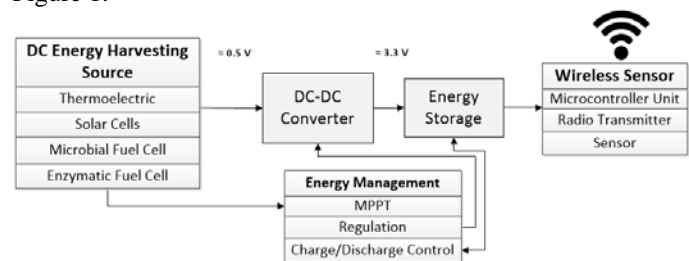 Figure 1.
DC Energy Harvesting
Source
Thermoelectric
Solar Cells
Microbial Fuel Cell
Enzymatic Fuel Cell
≈ 0.5 V
DC-DC
Converter
≈ 3.3 V
Energy
Storage
Wireless Sensor
Microcontroller Unit
Radio Transmitter
Sensor
Energy Management
MPPT
Regulation
Charge/Discharge Control